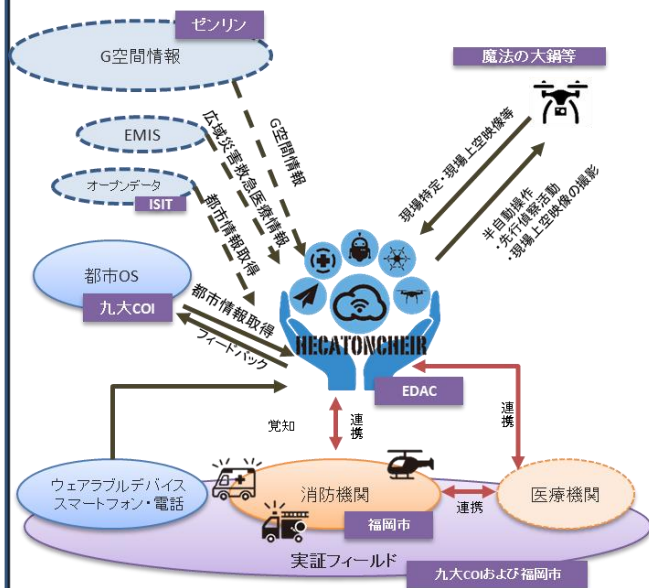 ゼンリン
G空間情報
魔法の大鍋等
EMIS
オープンデータ
ISIT
G空間情報
広域災害救急医療情報
都市情報取得
現場特定・現場上空映像等
半自動操作
・先行偵察活動
・現場上空映像の撮影
都市OS
九大COI
都市情報取得
フィードバック
HECATONCHEIR
EDAC
覚知
連携
連携
ウェアラブルデバイス
スマートフォン・電話
消防機関
福岡市
連携
医療機関
実証フィールド
九大COIおよび福岡市